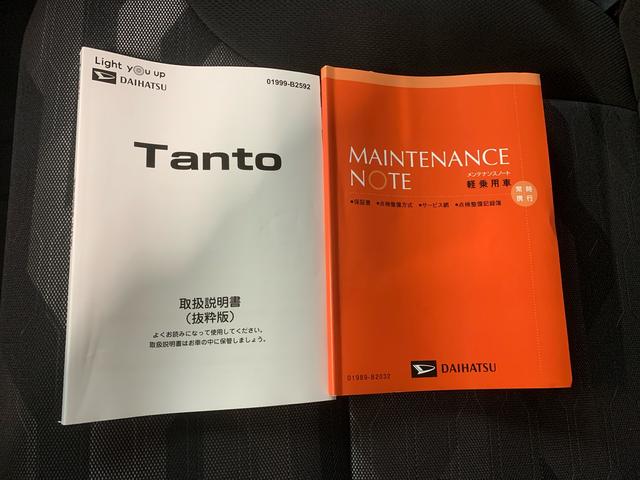 Light you up
DAIHATSU
01999-B2592
Tanto
取扱説明書
（抜粋版）
よくお読みになって使用してください。
取扱説明書はお車の中に保管しましょう。
MAINTENANCE
NOTE
メンテナンスノート
軽乗用車
常時
携行
●保証書 ●点検整備方式 ●サービス網 ●点検整備記録簿
01989-B2032
DAIHATSU